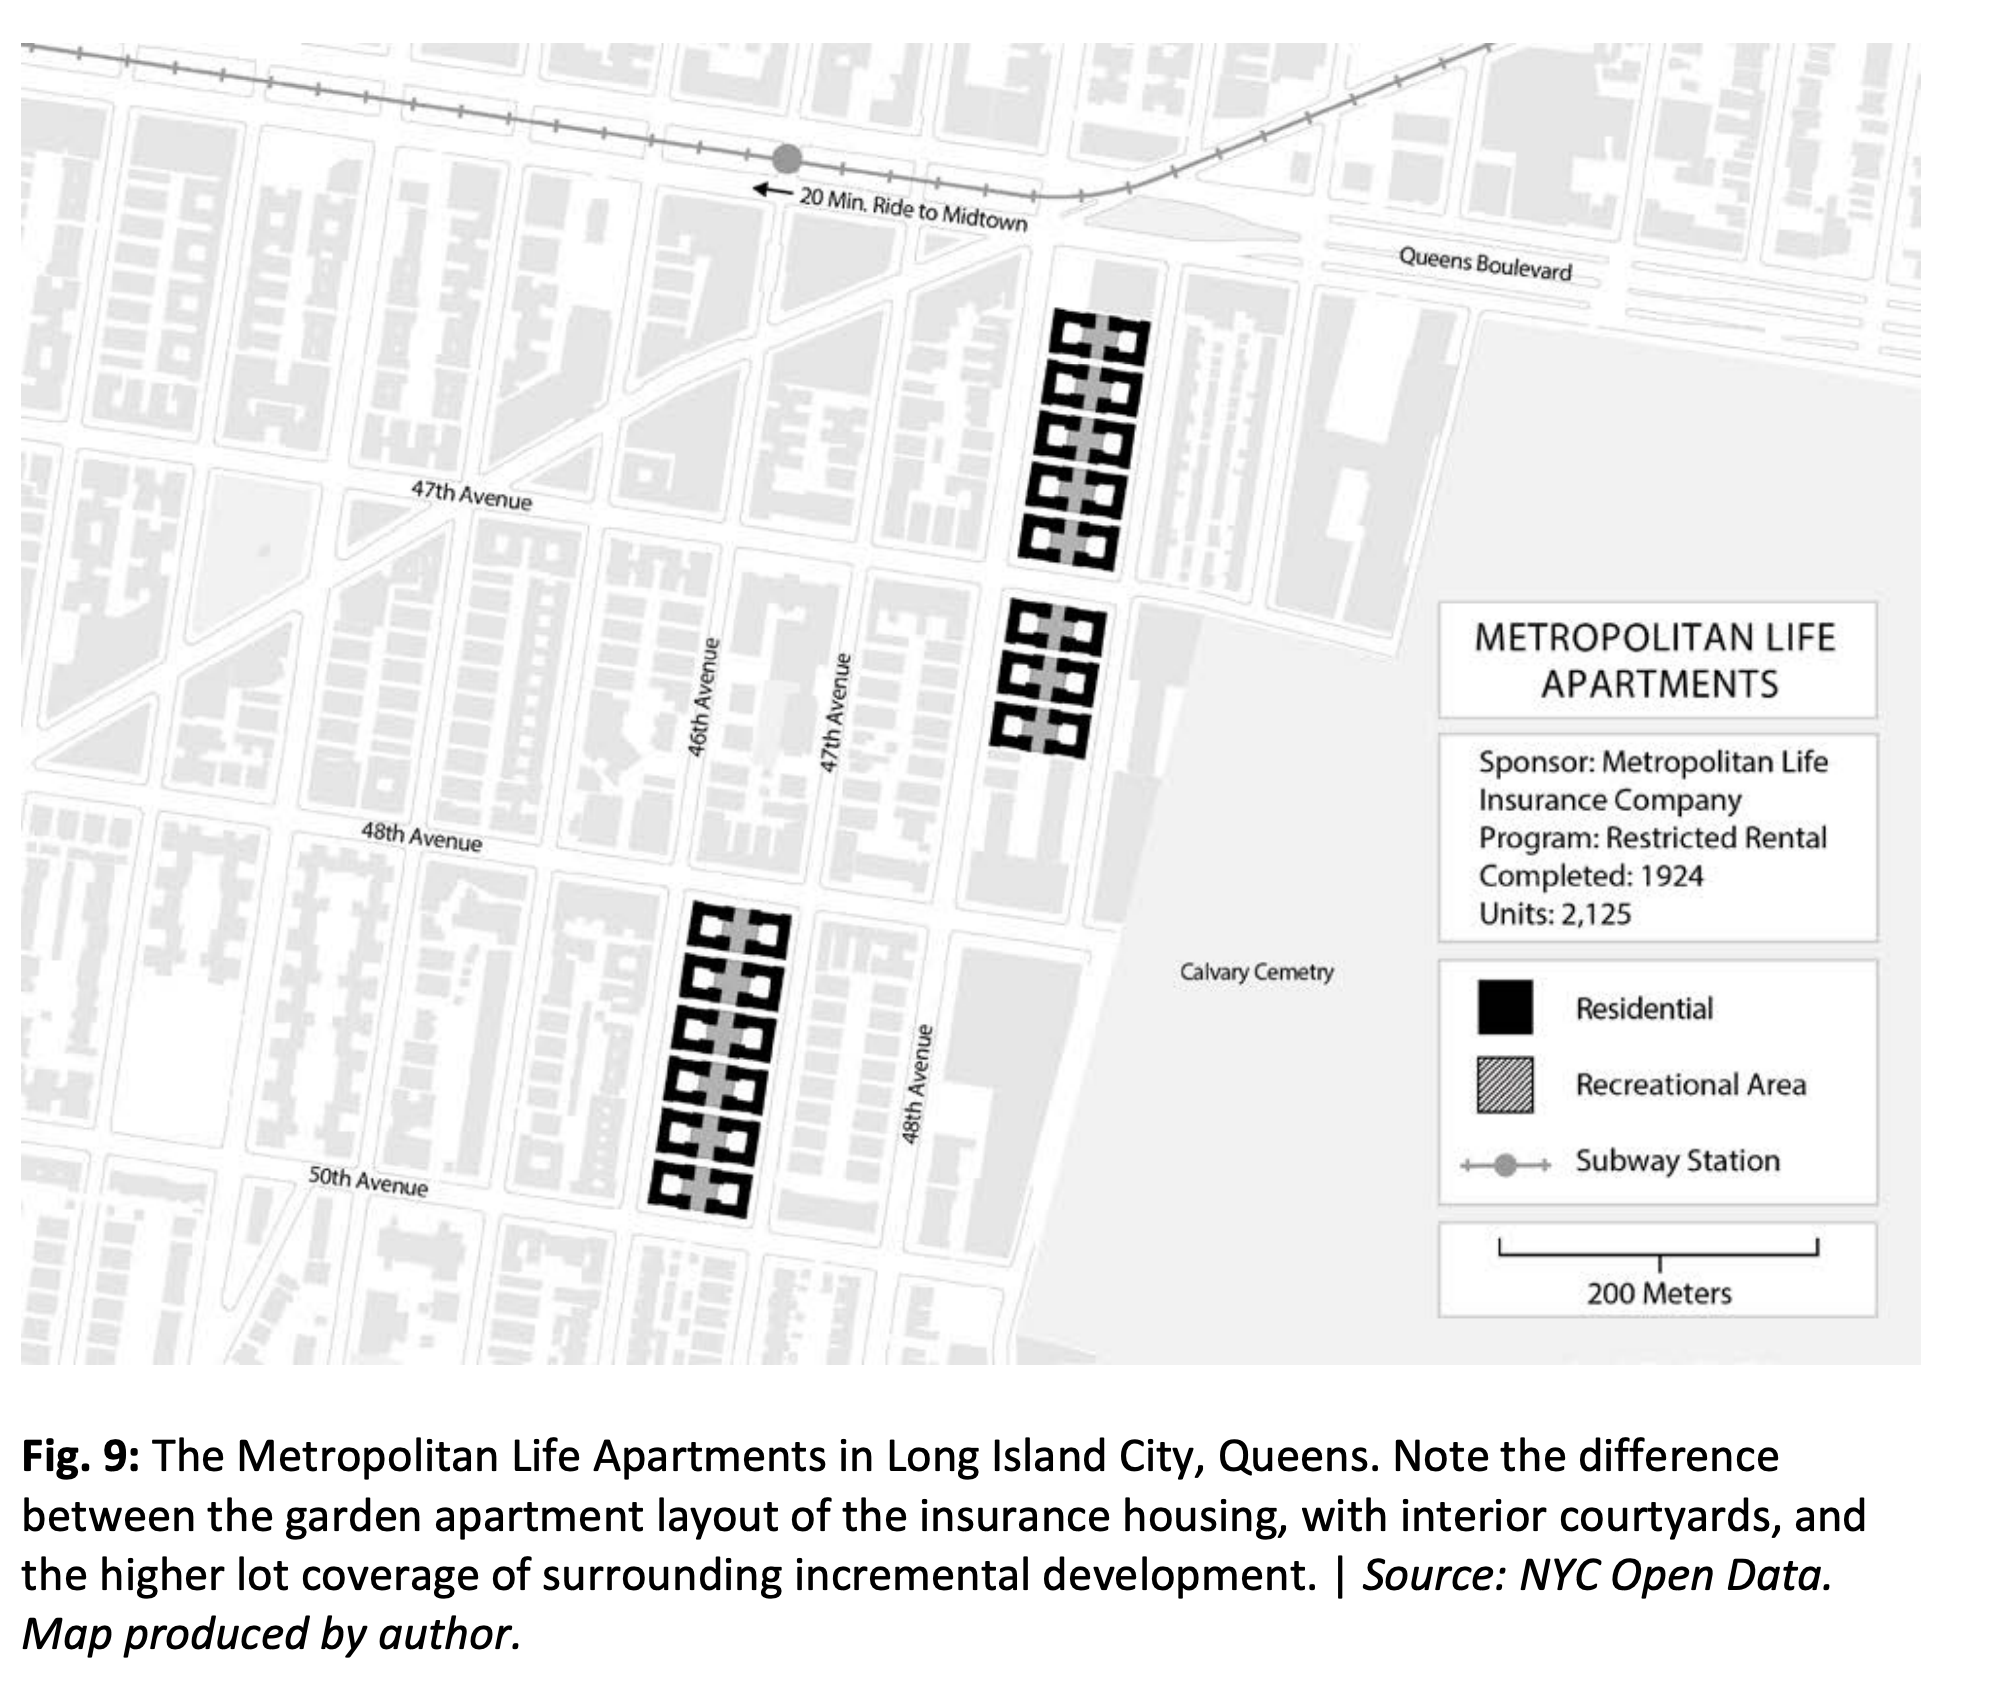 20 Min. Ride to Midtown
Queens Boulevard
47th Avenue
46th Avenue
47th Avenue
48th Avenue
48th Avenue
50th Avenue
Calvary Cemetry
METROPOLITAN LIFE
APARTMENTS
Sponsor: Metropolitan Life
Insurance Company
Program: Restricted Rental
Completed: 1924
Units: 2,125
Residential
Recreational Area
Subway Station
200 Meters
Fig. 9: The Metropolitan Life Apartments in Long Island City, Queens. Note the difference
between the garden apartment layout of the insurance housing, with interior courtyards, and
the higher lot coverage of surrounding incremental development. | Source: NYC Open Data.
Map produced by author.